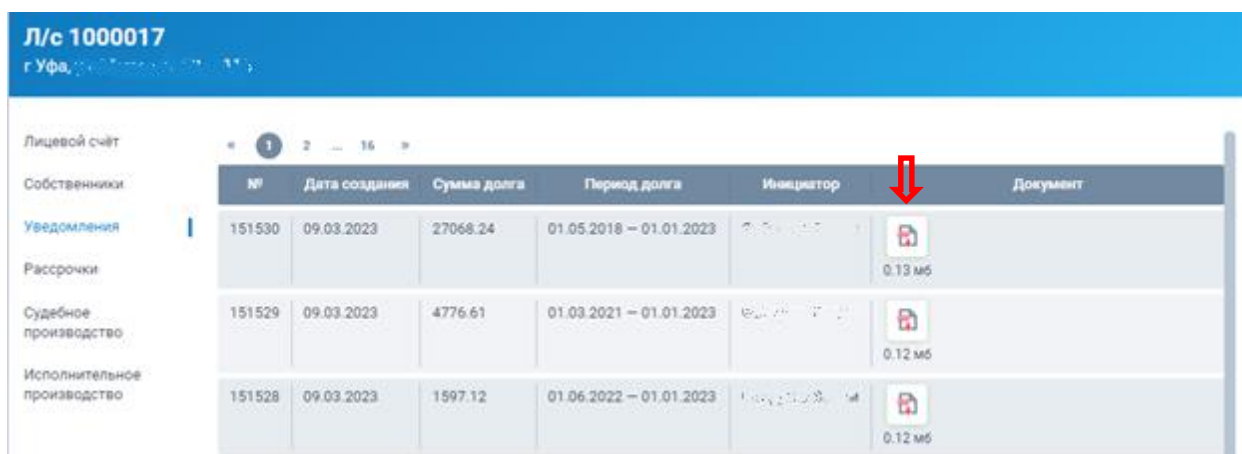 Л/с 1000017
г Уфа,
Лицевой счёт
Собственники
Уведомления
Рассрочки
Судебное
производство
Исполнительное
производство
« 1 2 ... 16 »
№ Дата создания Сумма долга Период долга Инициатор Документ
151530 09.03.2023 27068.24 01.05.2018 — 01.01.2023
0.13 мб
151529 09.03.2023 4776.61 01.03.2021 — 01.01.2023
0.12 мб
151528 09.03.2023 1597.12 01.06.2022 — 01.01.2023
0.12 мб